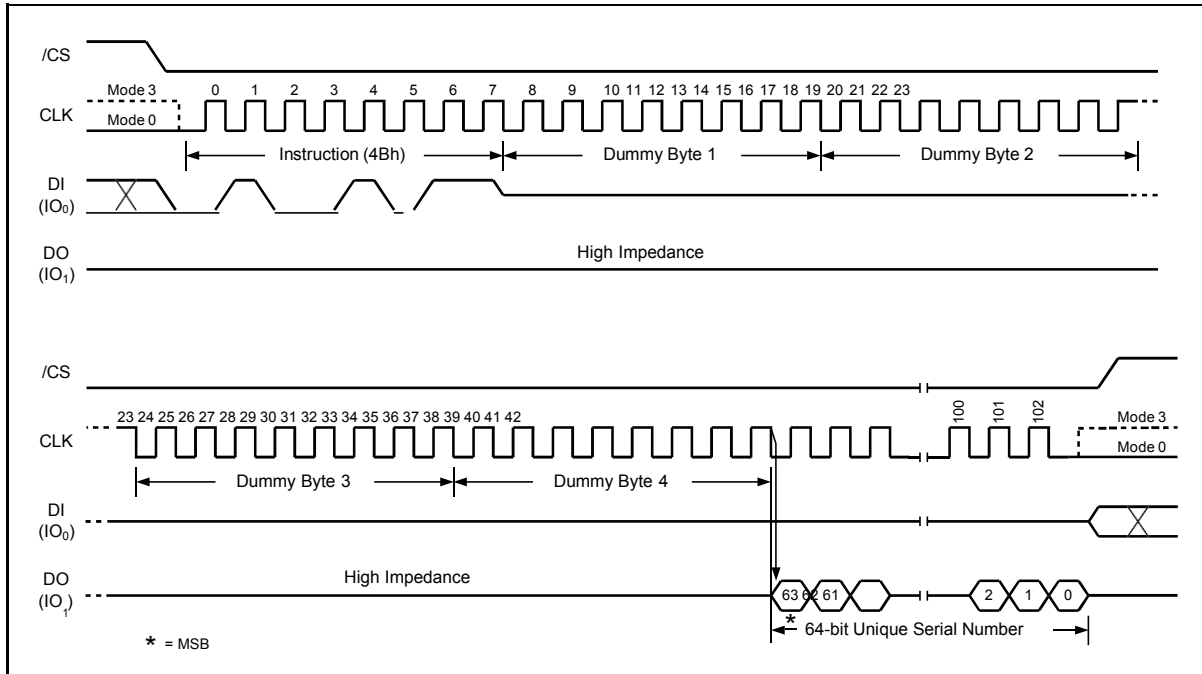 /CS
Mode 3 0 1 2 3 4 5 6 7 8 9 10 11 12 13 14 15 16 17 18 19 20 21 22 23
CLK
Mode 0
Instruction (4Bh) Dummy Byte 1 Dummy Byte 2
DI
(IO₀)
DO High Impedance
(IO₁)
/CS
23 24 25 26 27 28 29 30 31 32 33 34 35 36 37 38 39 40 41 42 100 101 102 Mode 3
CLK
Mode 0
Dummy Byte 3 Dummy Byte 4
DI
(IO₀)
DO High Impedance
(IO₁) 63 62 61 2 1 0
* 64-bit Unique Serial Number
* = MSB